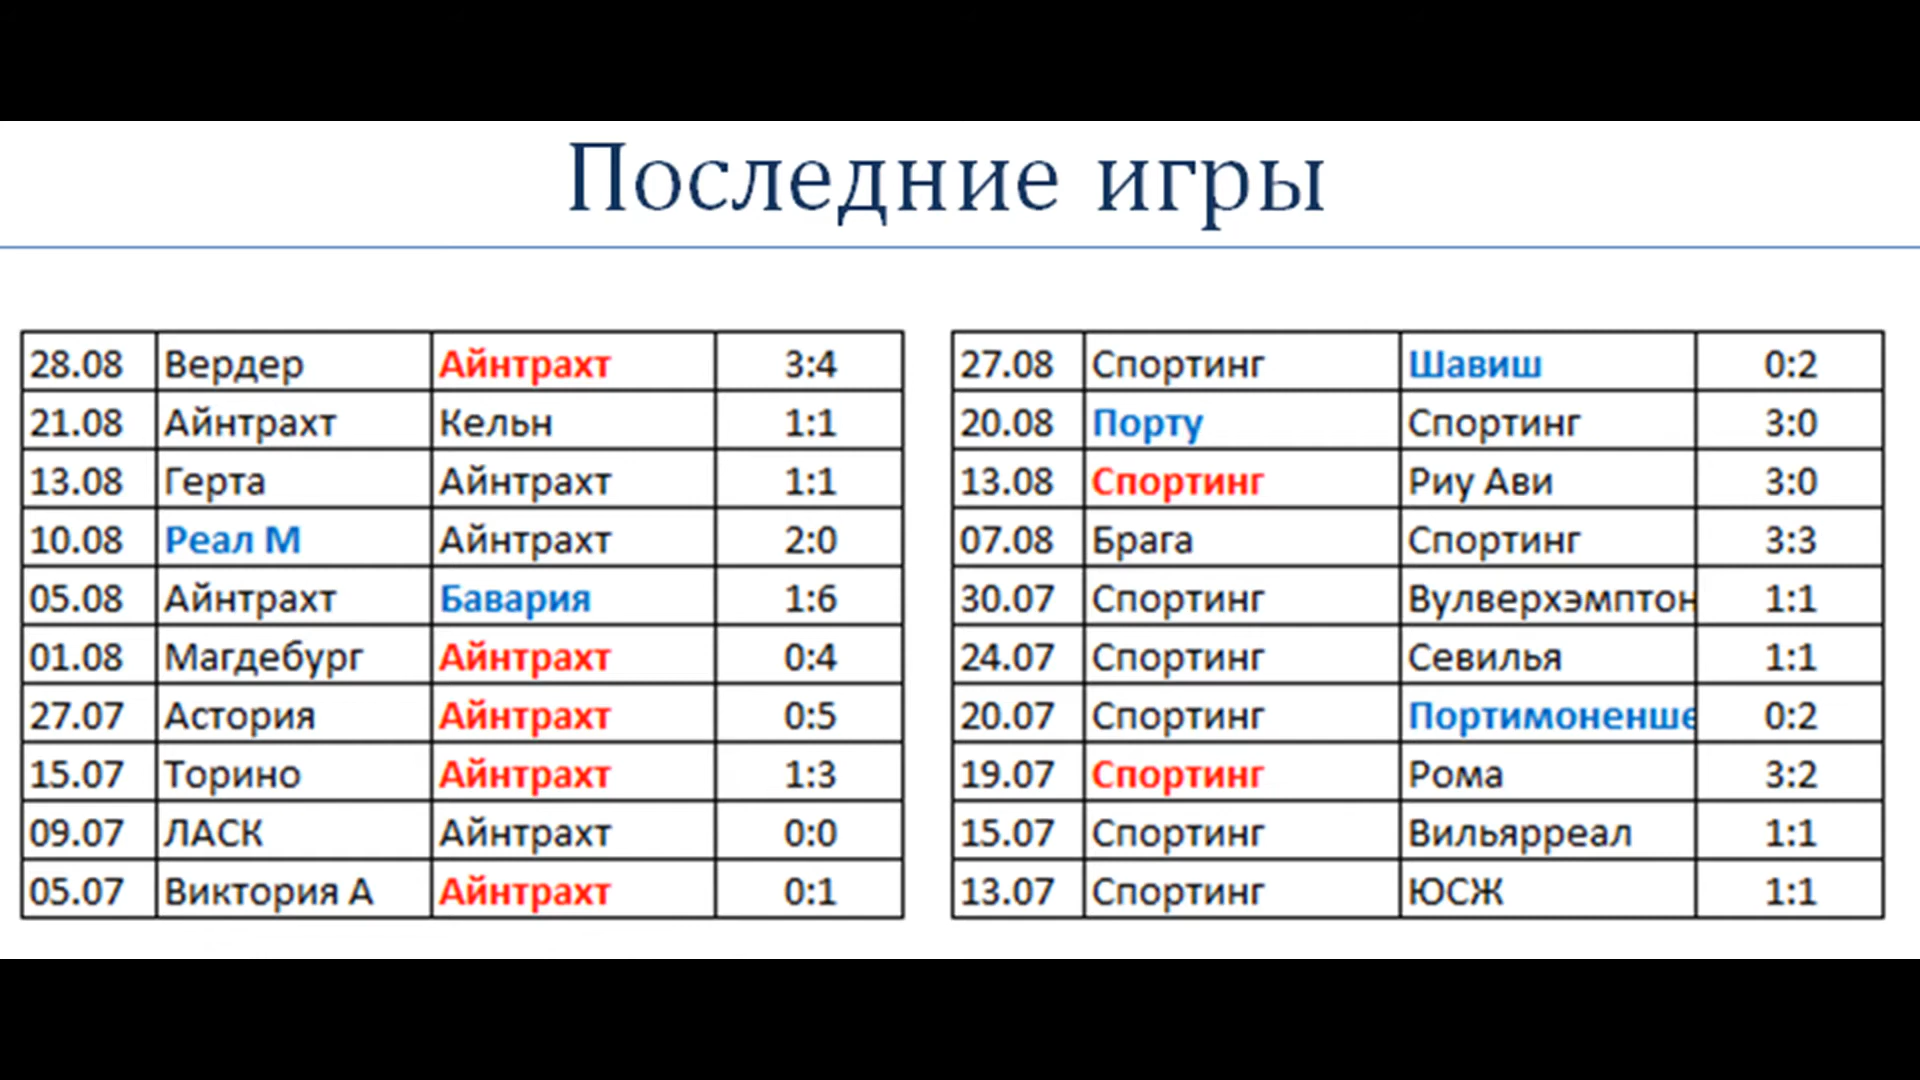 Последние игры
28.08 Вердер Айнтрахт 3:4
21.08 Айнтрахт Кельн 1:1
13.08 Герта Айнтрахт 1:1
10.08 Реал М Айнтрахт 2:0
05.08 Айнтрахт Бавария 1:6
01.08 Магдебург Айнтрахт 0:4
27.07 Астория Айнтрахт 0:5
15.07 Торино Айнтрахт 1:3
09.07 ЛАСК Айнтрахт 0:0
05.07 Виктория А Айнтрахт 0:1
27.08 Спортинг Шавиш 0:2
20.08 Порту Спортинг 3:0
13.08 Спортинг Риу Ави 3:0
07.08 Брага Спортинг 3:3
30.07 Спортинг Вулверхэмптон 1:1
24.07 Спортинг Севилья 1:1
20.07 Спортинг Портимоненше 0:2
19.07 Спортинг Рома 3:2
15.07 Спортинг Вильярреал 1:1
13.07 Спортинг ЮСЖ 1:1